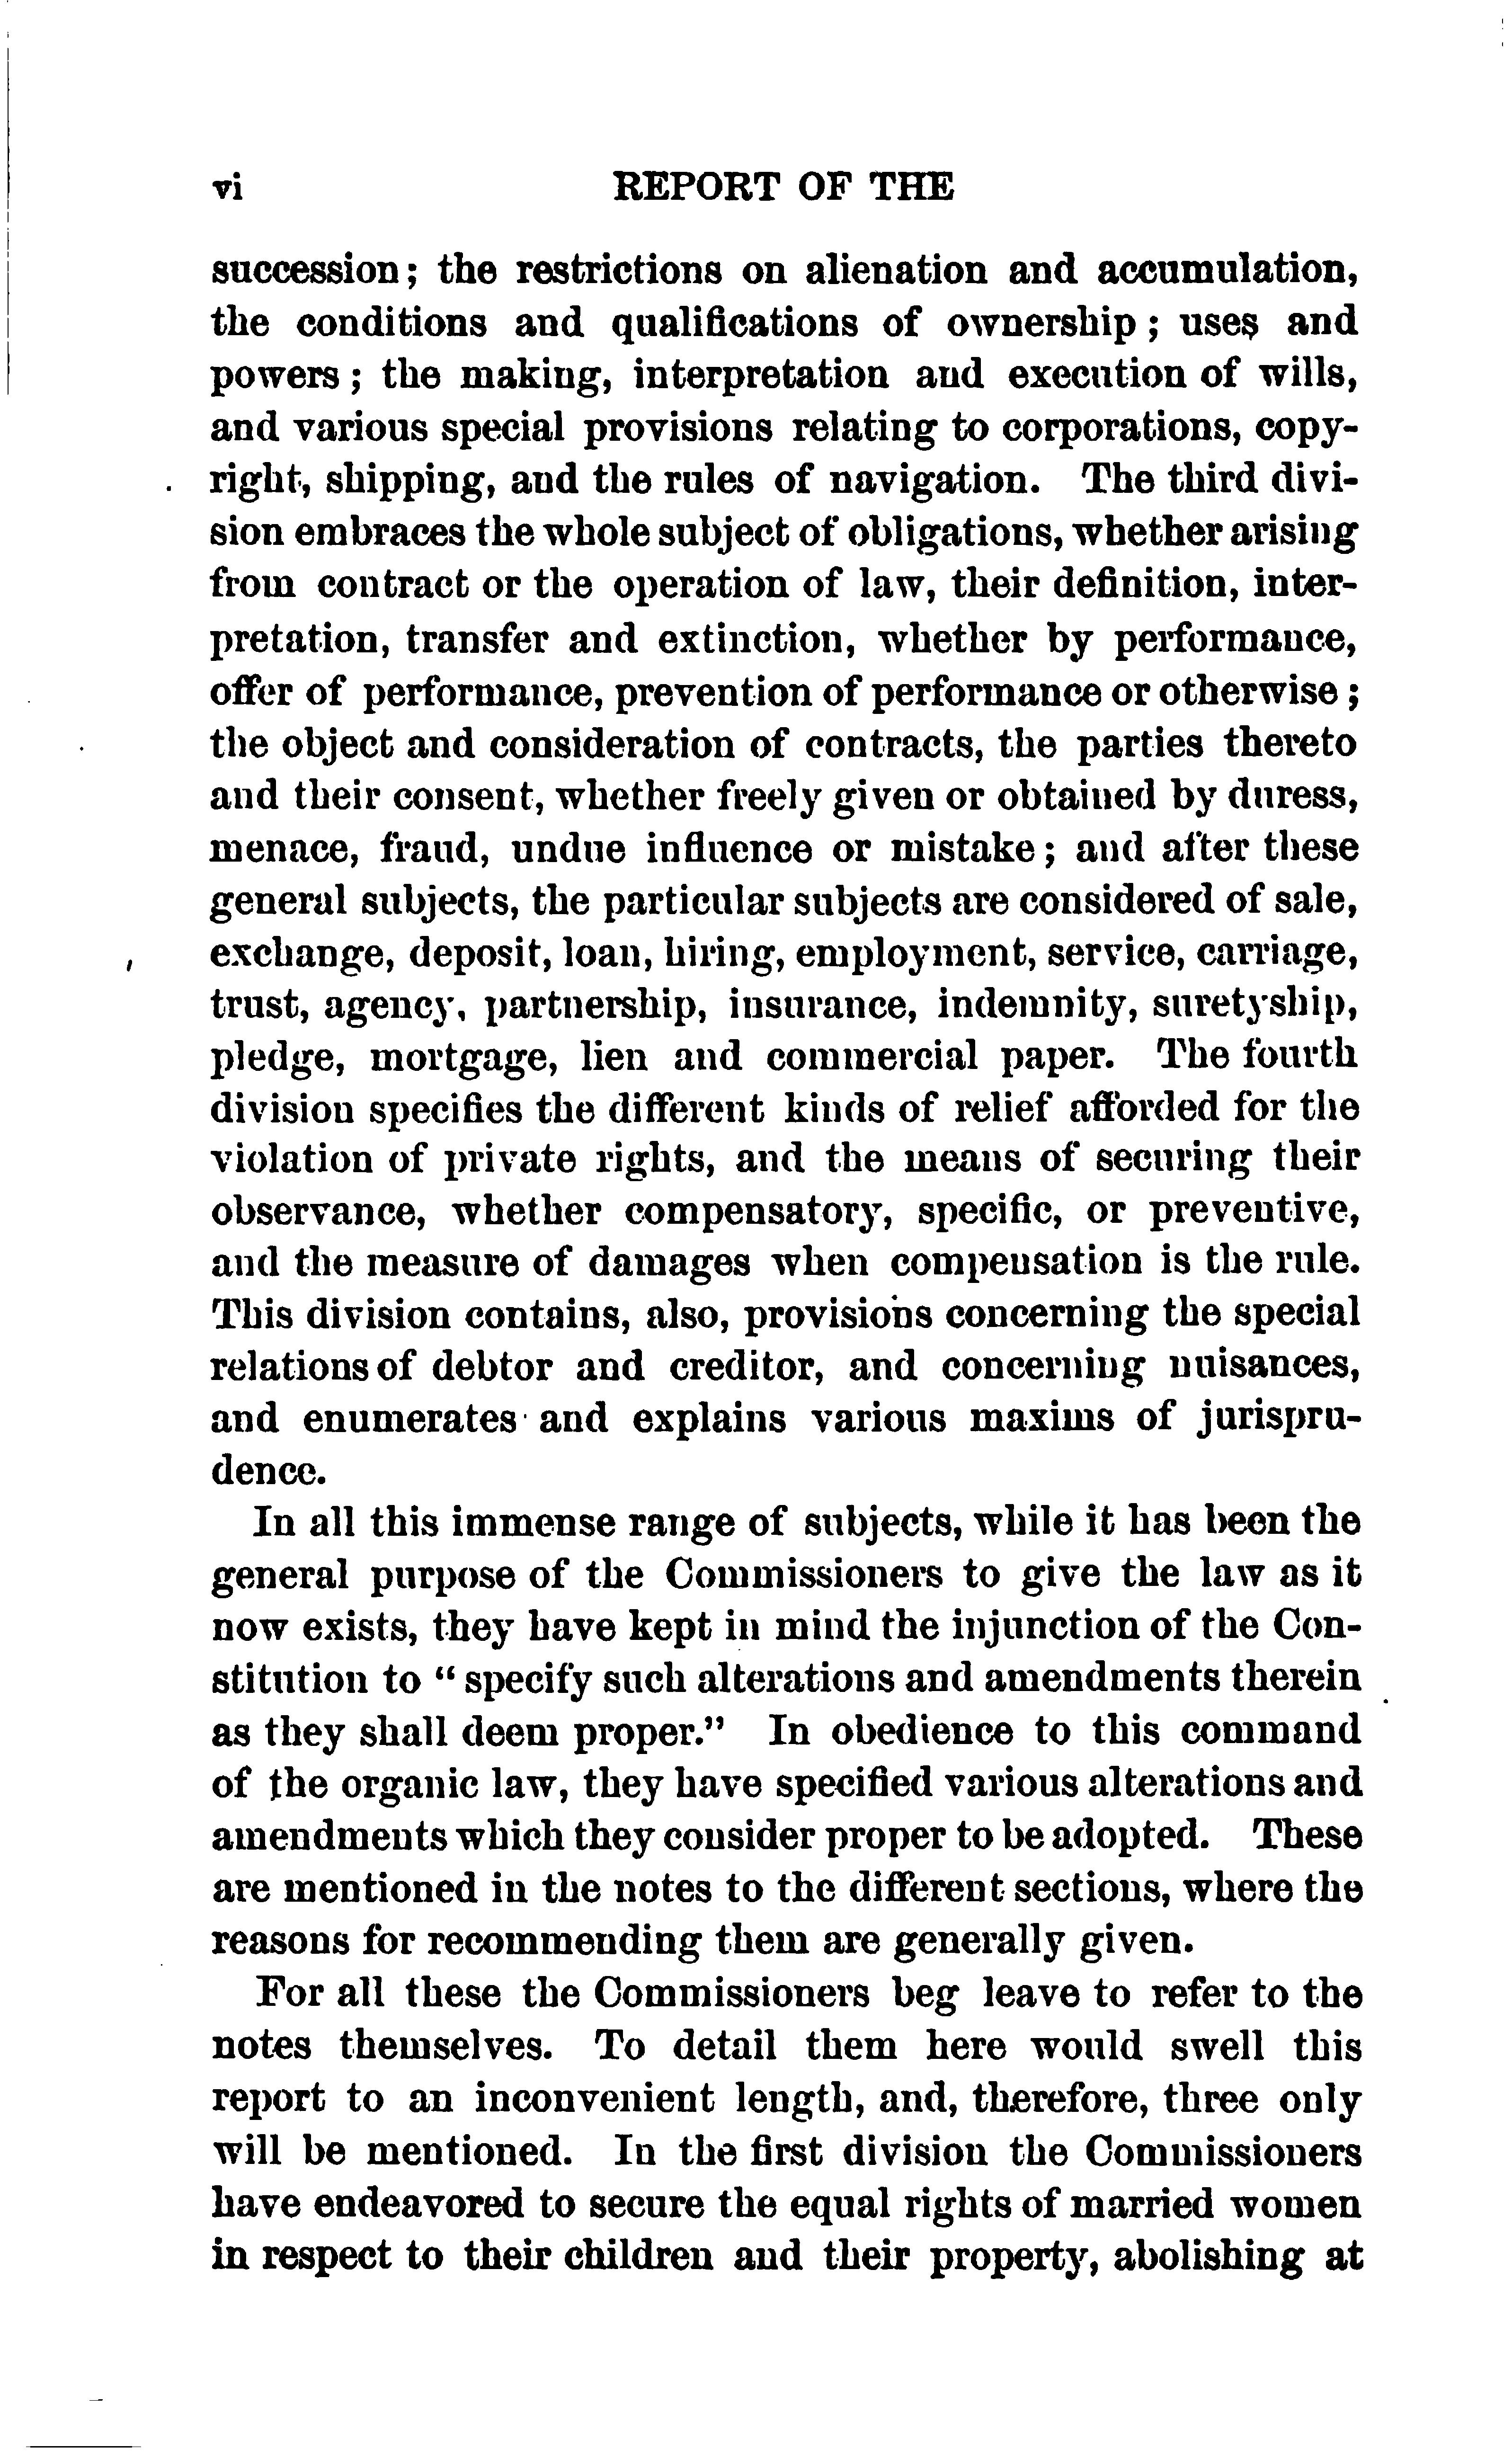 vi REPORT OF THE
succession; the restrictions on alienation and accumulation,
the conditions and qualifications of ownership; uses and
powers; the making, interpretation and execution of wills,
and various special provisions relating to corporations, copy-
right, shipping, and the rules of navigation. The third divi-
sion embraces the whole subject of obligations, whether arising
from contract or the operation of law, their definition, inter-
pretation, transfer and extinction, whether by performance,
offer of performance, prevention of performance or otherwise;
the object and consideration of contracts, the parties thereto
and their consent, whether freely given or obtained by duress,
menace, fraud, undue influence or mistake; and after these
general subjects, the particular subjects are considered of sale,
exchange, deposit, loan, hiring, employment, service, carriage,
trust, agency, partnership, insurance, indemnity, suretyship,
pledge, mortgage, lien and commercial paper. The fourth
division specifies the different kinds of relief afforded for the
violation of private rights, and the means of securing their
observance, whether compensatory, specific, or preventive,
and the measure of damages when compensation is the rule.
This division contains, also, provisions concerning the special
relations of debtor and creditor, and concerning nuisances,
and enumerates and explains various maxims of jurispru-
dence.
In all this immense range of subjects, while it has been the
general purpose of the Commissioners to give the law as it
now exists, they have kept in mind the injunction of the Con-
stitution to "specify such alterations and amendments therein
as they shall deem proper." In obedience to this command
of the organic law, they have specified various alterations and
amendments which they consider proper to be adopted. These
are mentioned in the notes to the different sections, where the
reasons for recommending them are generally given.
For all these the Commissioners beg leave to refer to the
notes themselves. To detail them here would swell this
report to an inconvenient length, and, therefore, three only
will be mentioned. In the first division the Commissioners
have endeavored to secure the equal rights of married women
in respect to their children and their property, abolishing at